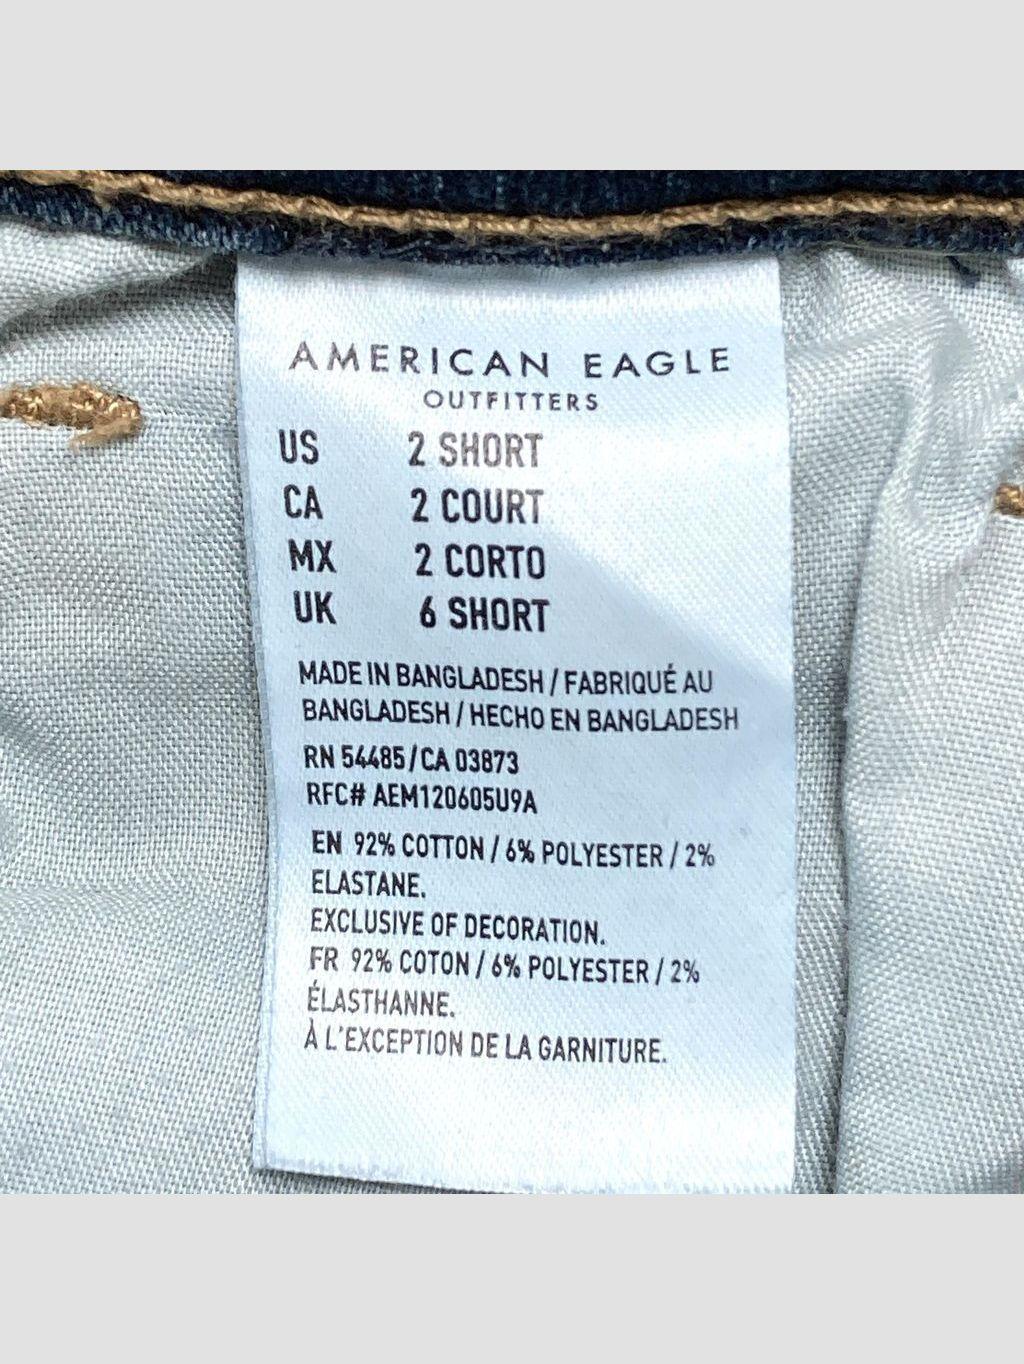 AMERICAN EAGLE
OUTFITTERS
US 2 SHORT
CA 2 COURT
MX 2 CORTO
UK 6 SHORT
MADE IN BANGLADESH / FABRIQUÉ AU
BANGLADESH / HECHO EN BANGLADESH
RN 54485 / CA 03873
RFC# AEM120605U9A
EN 92% COTTON / 6% POLYESTER / 2%
ELASTANE.
EXCLUSIVE OF DECORATION.
FR 92% COTON / 6% POLYESTER / 2%
ÉLASTHANNE.
À L'EXCEPTION DE LA GARNITURE.